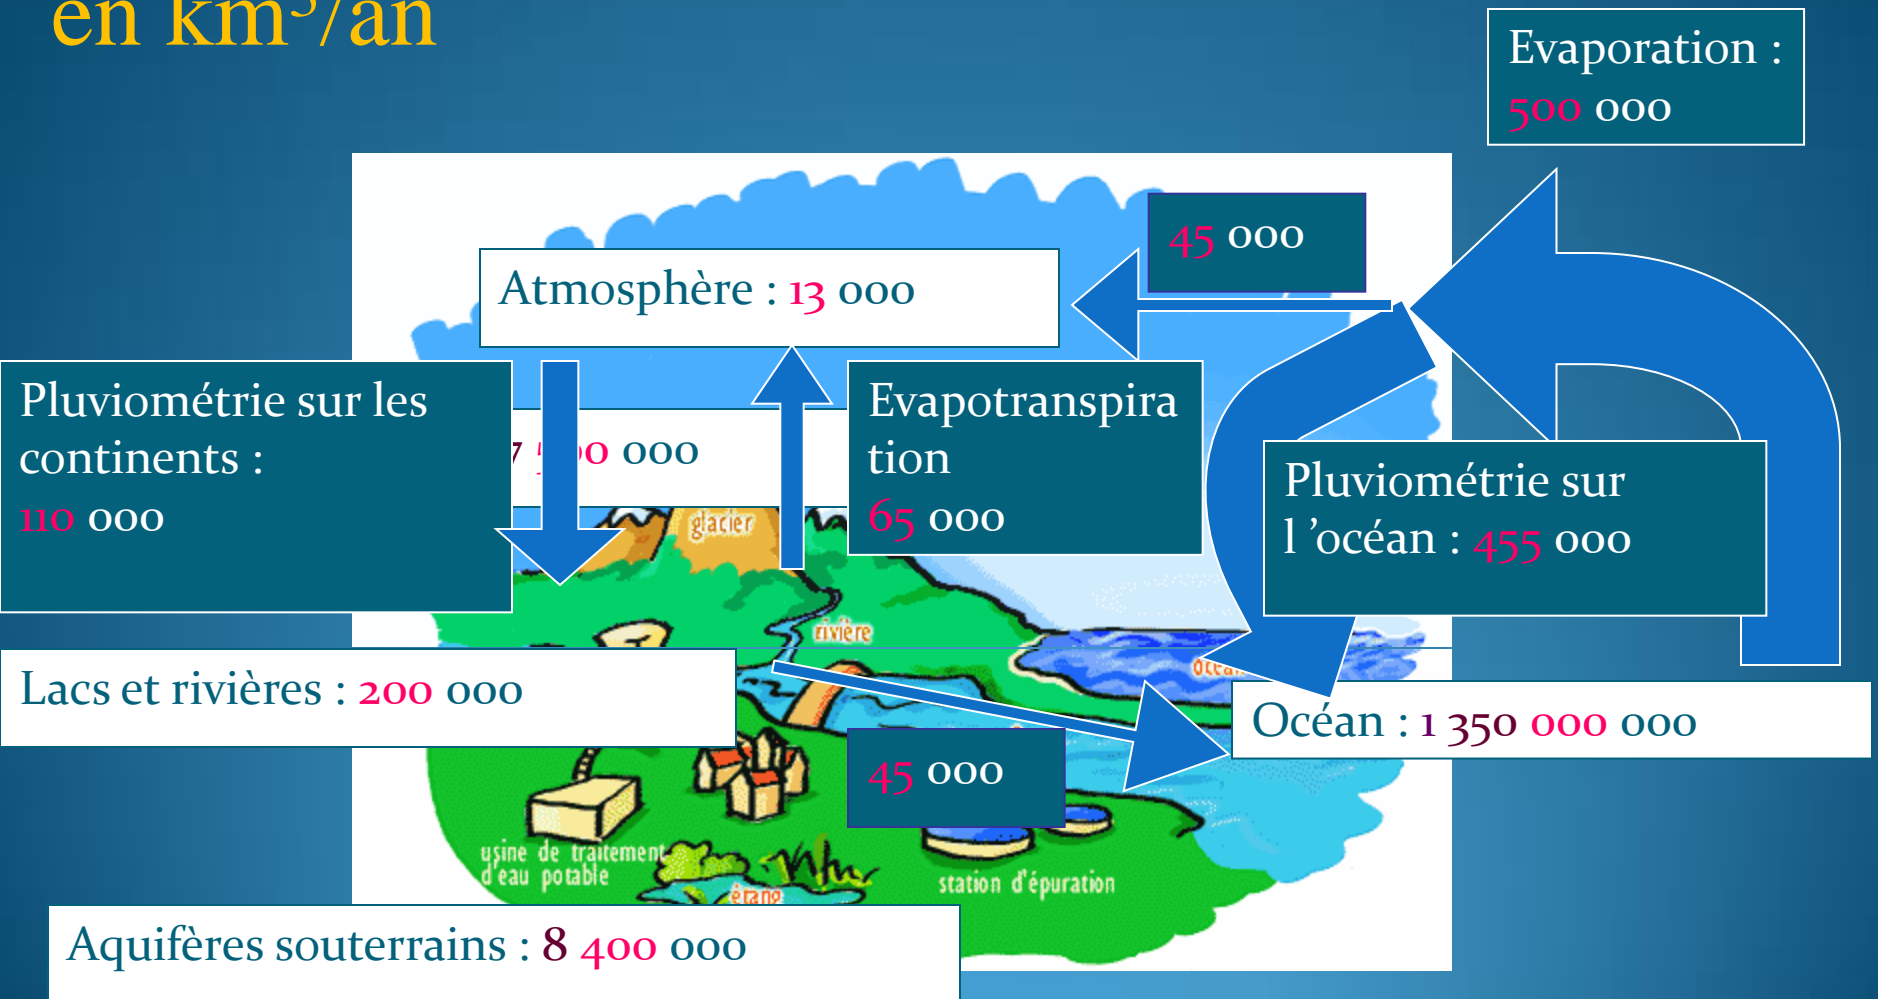 en km³/an
Evaporation :
500 000
45 000
Atmosphère : 13 000
Pluviométrie sur les
continents :
110 000
000
Evapotranspira
tion
65 000
Pluviométrie sur
l ’océan : 455 000
glacier
rivière
Lacs et rivières : 200 000
Océan : 1 350 000 000
45 000
usine de traitement
d'eau potable
étang
station d'épuration
Aquifères souterrains : 8 400 000